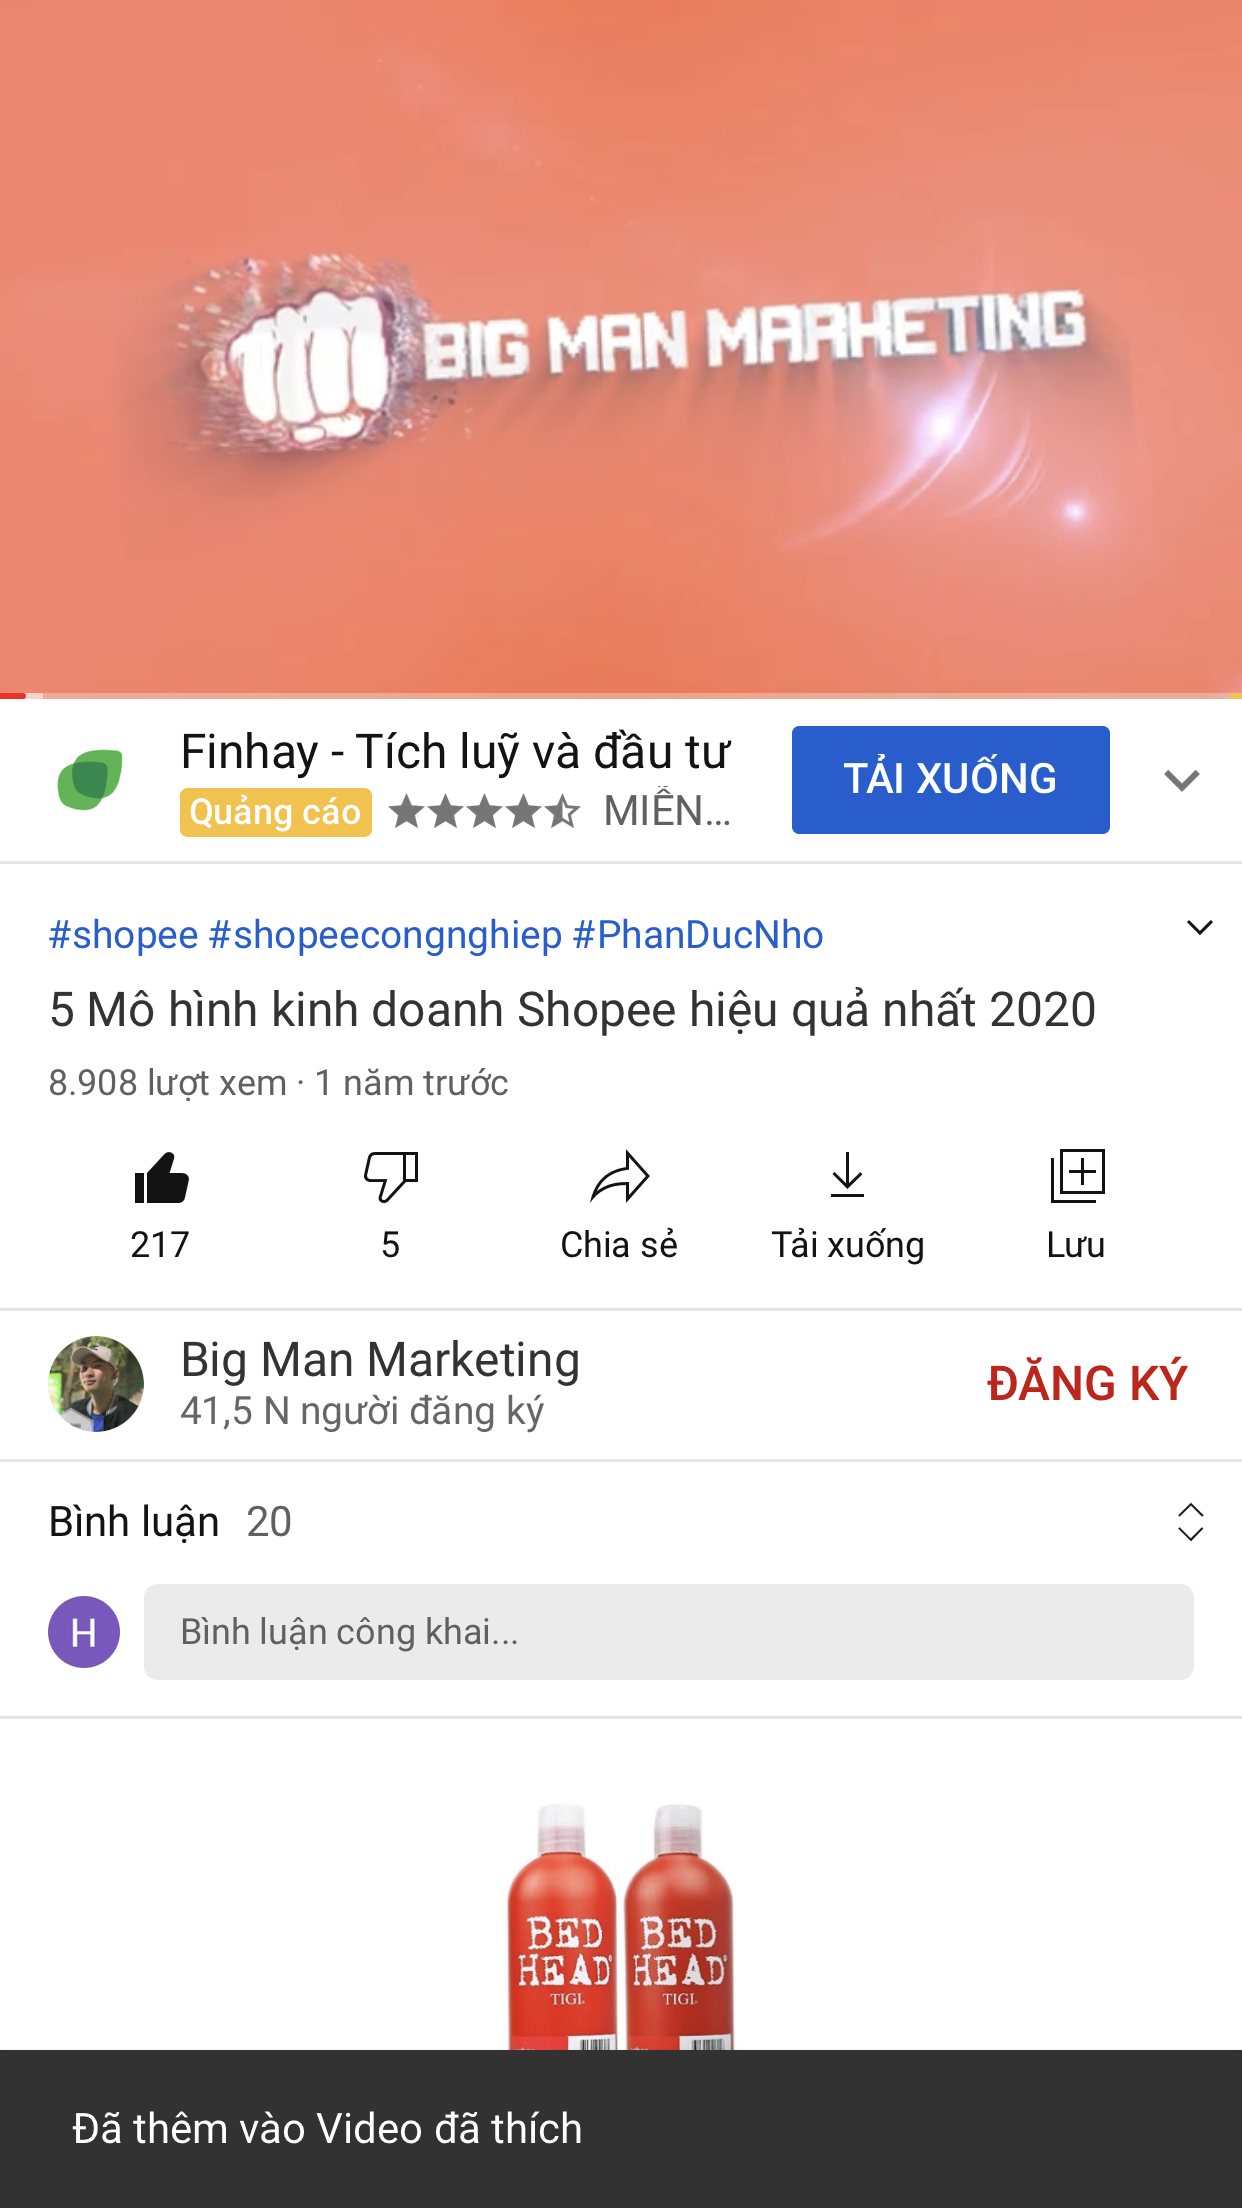 BIG MAN MARKETING
Finhay - Tích luỹ và đầu tư
Quảng cáo MIỄN...
TẢI XUỐNG
#shopee #shopeecongnghiep #PhanDucNho
5 Mô hình kinh doanh Shopee hiệu quả nhất 2020
8.908 lượt xem · 1 năm trước
217 5 Chia sẻ Tải xuống Lưu
Big Man Marketing
41,5 N người đăng ký
ĐĂNG KÝ
Bình luận 20
H Bình luận công khai...
BED HEAD TIGI
BED HEAD TIGI
Đã thêm vào Video đã thích